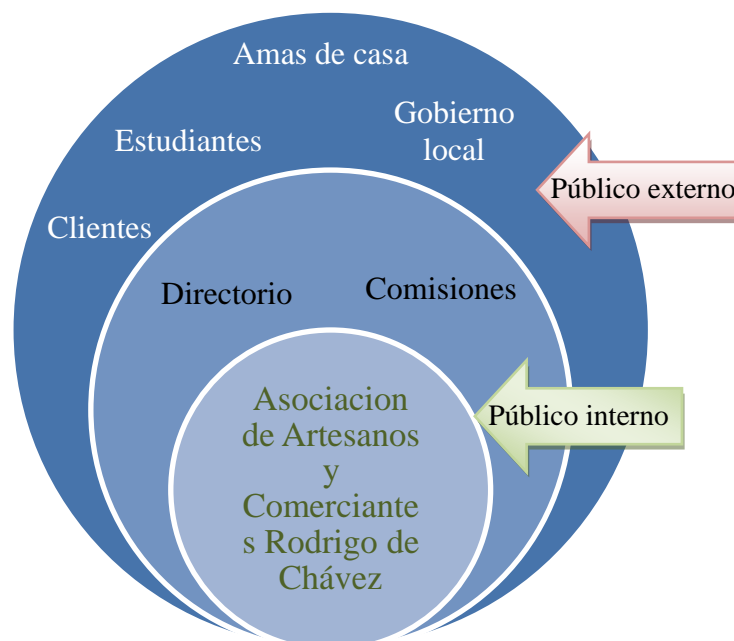 Amas de casa
Estudiantes
Gobierno
local
Público externo
Clientes
Directorio
Comisiones
Público interno
Asociacion
de Artesanos
y
Comerciante
s Rodrigo de
Chávez